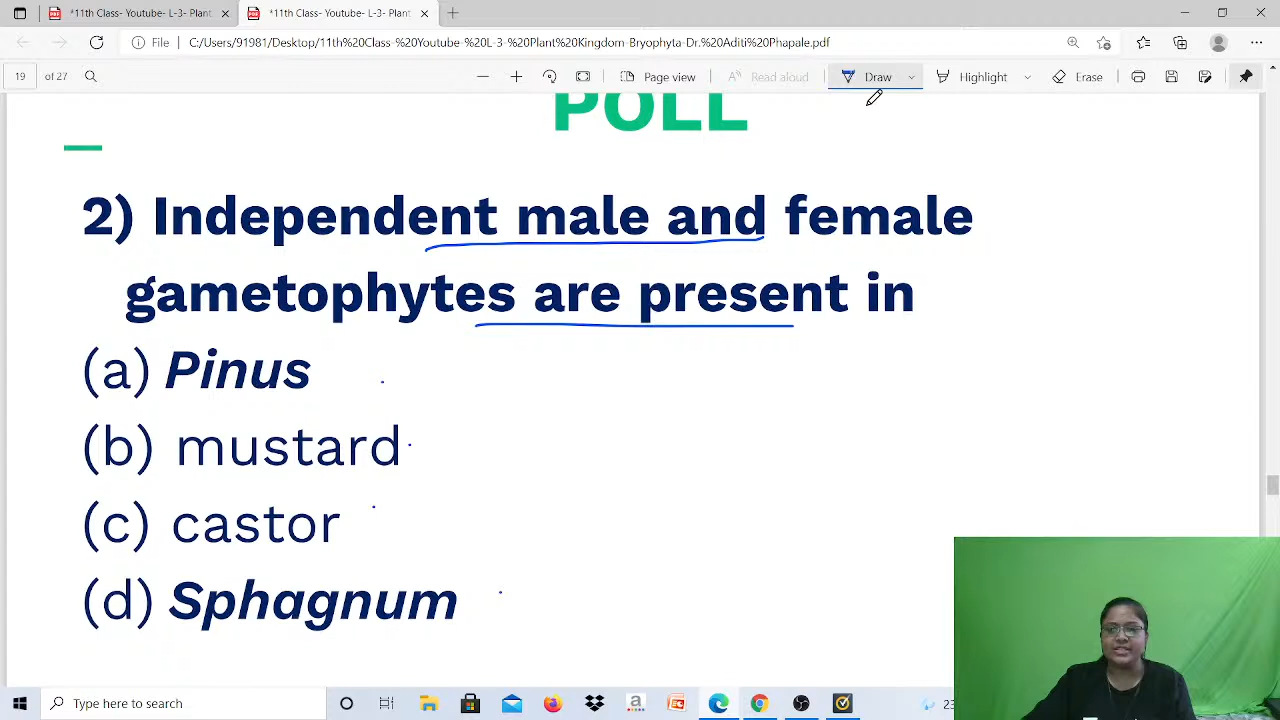 *11th Class- Youtube- L-3- Plant
*11th Class- Youtube- L-3- Plant
File
C:/Users/91981/Desktop/11th%20Class-%20Youtube-%20L-3%20Plant%20Kingdom-Bryophyta-Dr.%20Aditi%20Phapale.pdf
19 of 27
Page view
Read aloud
Draw
Highlight
Erase
POLL
2) Independent male and female
gametophytes are present in
(a) Pinus
(b) mustard
(c) castor
(d) Sphagnum
Type here to search